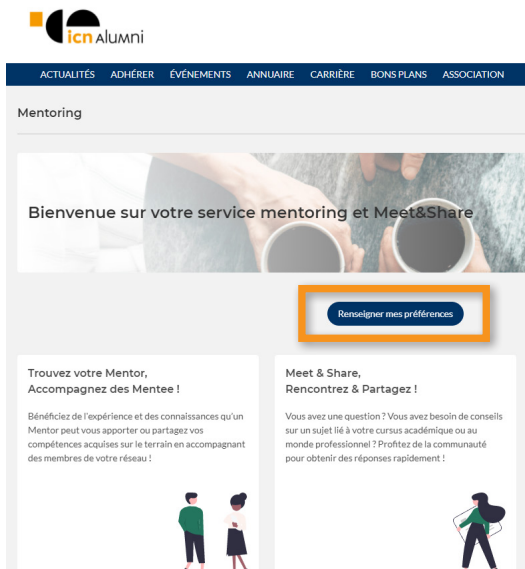 icn ALUMNI
ACTUALITÉS ADHÉRER ÉVÉNEMENTS ANNUAIRE CARRIÈRE BONS PLANS ASSOCIATION
Mentoring
Bienvenue sur votre service mentoring et Meet&Share
Renseigner mes préférences
Trouvez votre Mentor,
Accompagnez des Mentee !
Bénéficiez de l'expérience et des connaissances qu'un
Mentor peut vous apporter ou partagez vos
compétences acquises sur le terrain en accompagnant
des membres de votre réseau !
Meet & Share,
Rencontrez & Partagez !
Vous avez une question ? Vous avez besoin de conseils
sur un sujet lié à votre cursus académique ou au
monde professionnel ? Profitez de la communauté
pour obtenir des réponses rapidement !